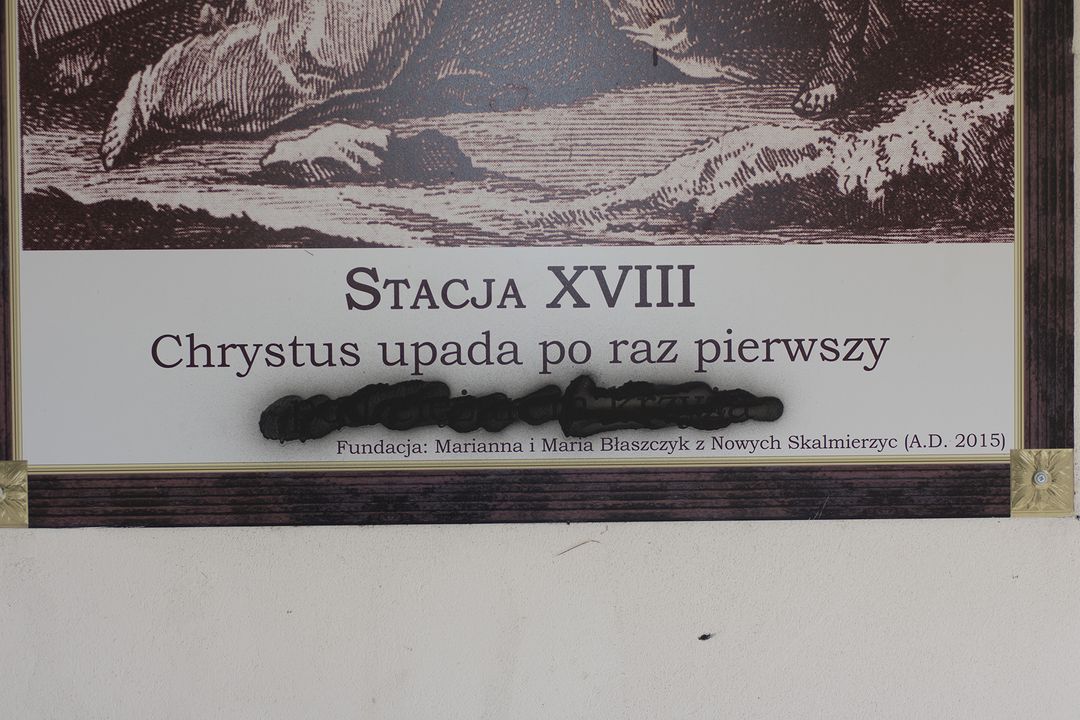 Stacja XVIII
Chrystus upada po raz pierwszy
Fundacja: Marianna i Maria Błaszczyk z Nowych Skalmierzyc (A.D. 2015)